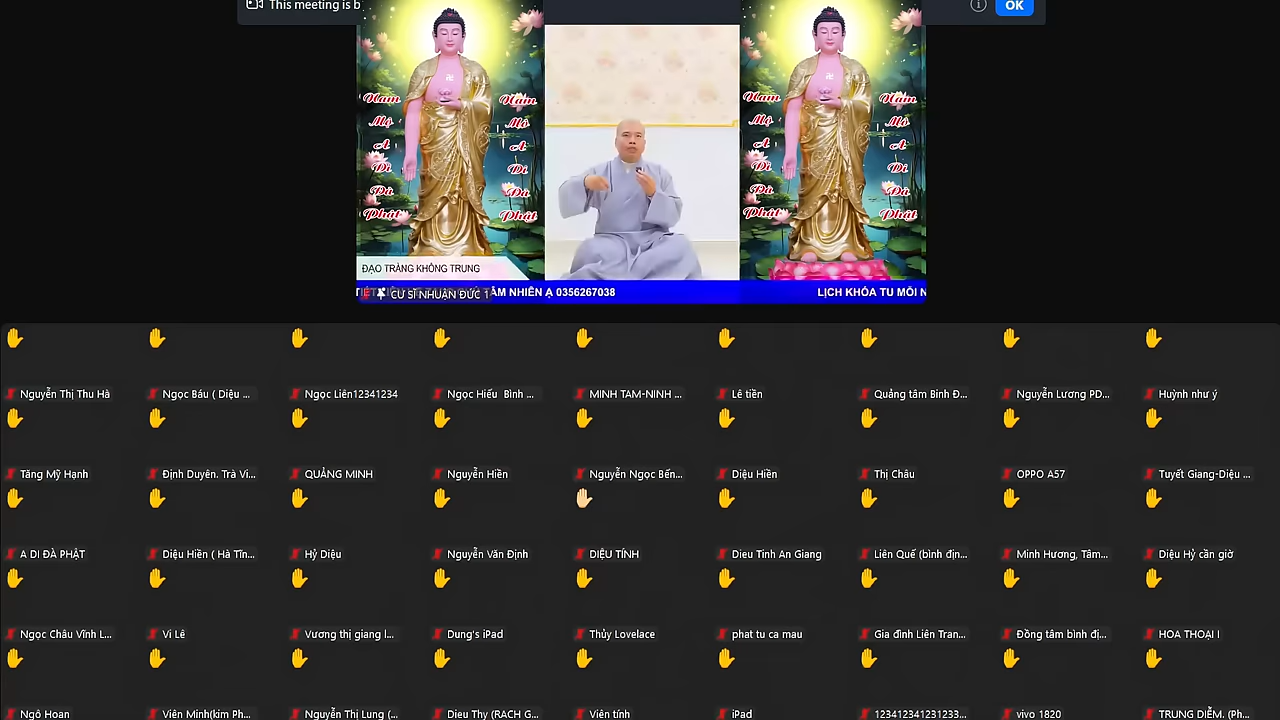 This meeting is b
OK
Nam
Mô
A
Di
Đà
Phật
Nam
Mô
A
Di
Đà
Phật
Nam
Mô
A
Di
Đà
Phật
Nam
Mô
A
Di
Đà
Phật
ĐẠO TRÀNG KHÔNG TRUNG
CƯ SĨ NHUẬN ĐỨC 1
TÂM NHIÊN Ạ 0356267038
LỊCH KHÓA TU MỖI N
Nguyễn Thị Thu Hà
Ngọc Báu ( Diệu ...
Ngọc Liên12341234
Ngọc Hiếu Bình ...
MINH TAM-NINH ...
Lê tiền
Quảng tâm Bình Đ...
Nguyễn Lương PD...
Huỳnh như ý
Tăng Mỹ Hạnh
Định Duyên. Trà Vi...
QUẢNG MINH
Nguyễn Hiền
Nguyễn Ngọc Bến...
Diệu Hiền
Thị Châu
OPPO A57
Tuyết Giang-Diệu ...
A DI ĐÀ PHẬT
Diệu Hiền ( Hà Tĩn...
Hỷ Diệu
Nguyễn Văn Định
DIỆU TÍNH
Dieu Tinh An Giang
Liên Quế (bình địn...
Minh Hương, Tâm...
Diệu Hỷ cần giờ
Ngọc Châu Vĩnh L...
Ví Lê
Vương thị giang l...
Dung's iPad
Thủy Lovelace
phat tu ca mau
Gia đình Liên Tran...
Đồng tâm bình đị...
HOA THOẠI I
Ngô Hoan
Viên Minh(kim Ph...
Nguyễn Thị Lung (...
Dieu Thy (RACH G...
Viên tính
iPad
123412341231233...
vivo 1820
TRUNG DIỄM. (Ph...